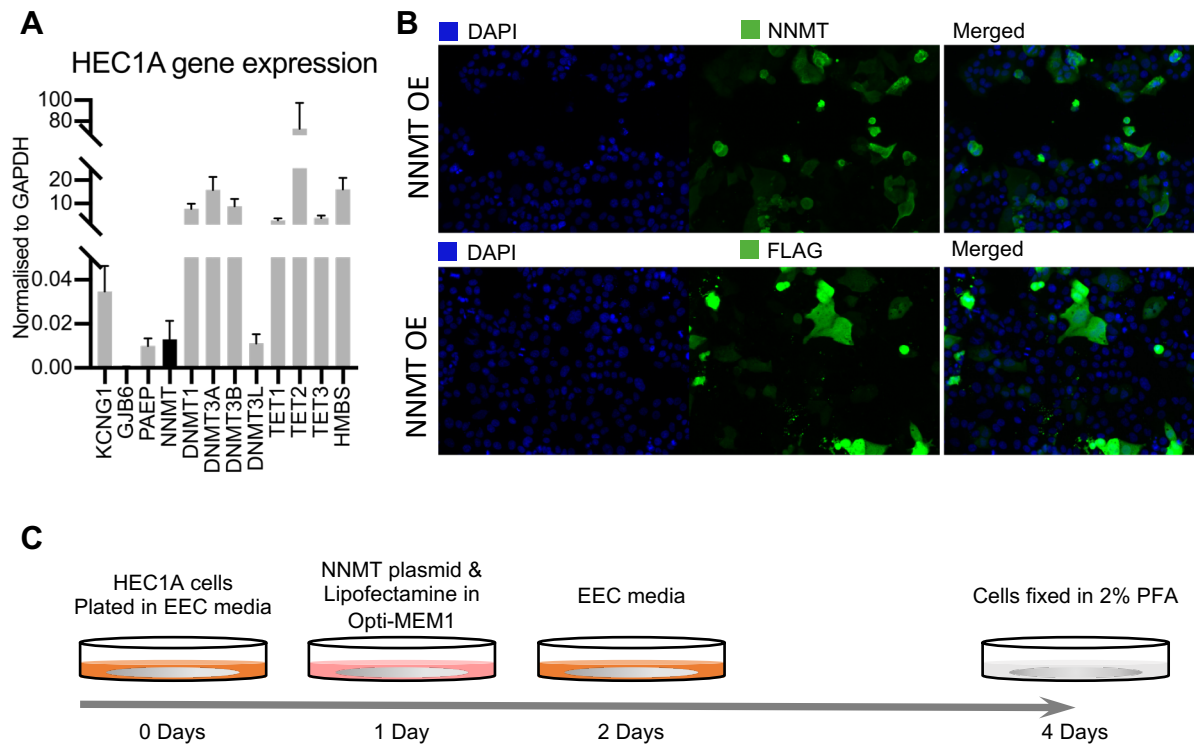 A
HEC1A gene expression
Normalised to GAPDH
100
80
20
10
0.04
0.02
0.00
KCNG1
GJB6
PAEP
NNMT
DNMT1
DNMT3A
DNMT3B
DNMT3L
TET1
TET2
TET3
HMBS
B
DAPI NNMT Merged
NNMT OE
DAPI FLAG Merged
NNMT OE
C
HEC1A cells
Plated in EEC media
NNMT plasmid &
Lipofectamine in
Opti-MEM1
EEC media
Cells fixed in 2% PFA
0 Days 1 Day 2 Days 4 Days